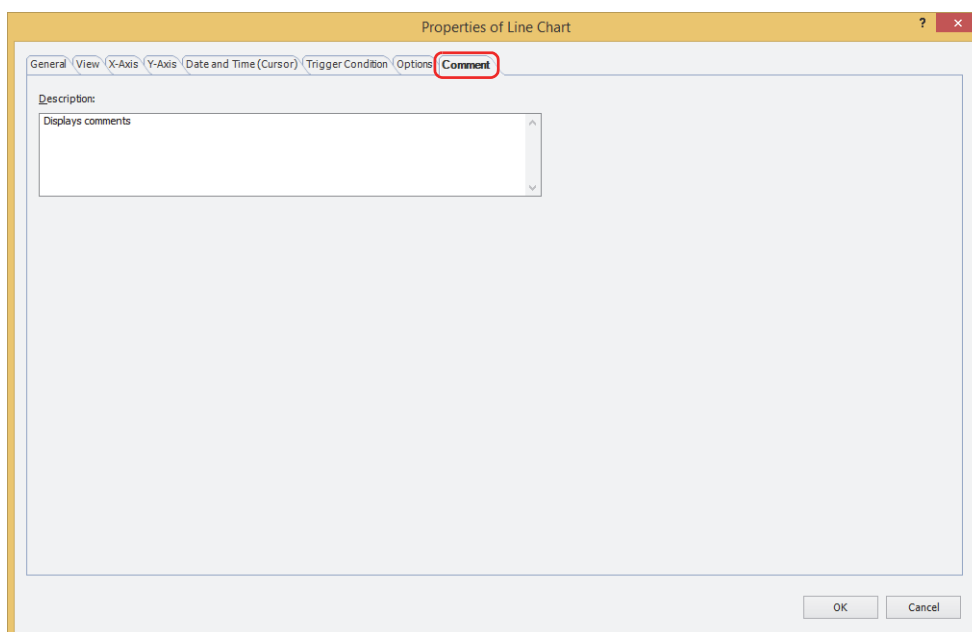 Properties of Line Chart ? ×
General View X-Axis Y-Axis Date and Time (Cursor) Trigger Condition Options Comment
Description:
Displays comments
OK Cancel